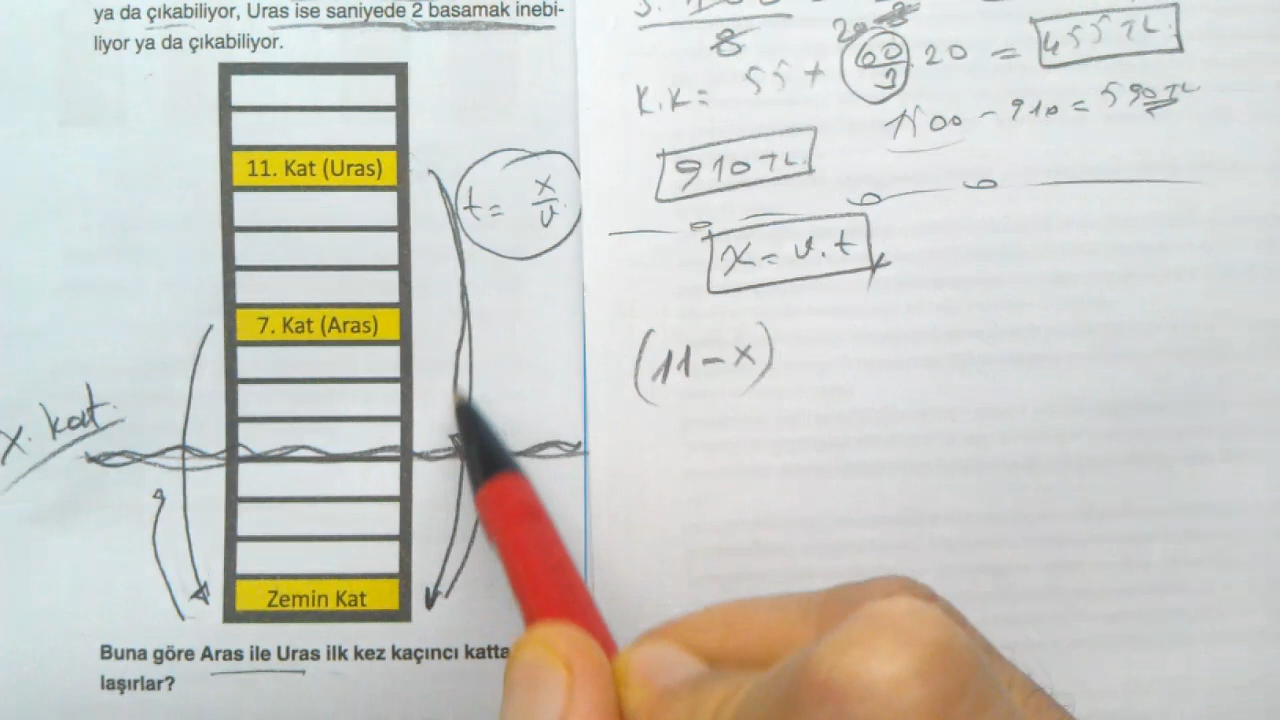 ya da çıkabiliyor, Uras ise saniyede 2 basamak inebi-
liyor ya da çıkabiliyor.
11. Kat (Uras)
7. Kat (Aras)
Zemin Kat
Buna göre Aras ile Uras ilk kez kaçıncı katta
laşırlar?
x. kat
t = x/v
8
20
55 + 60/3 . 20 = 455 TL
K.K =
910 TL
1500 - 910 = 590 TL
x = v.t
(11 - x)